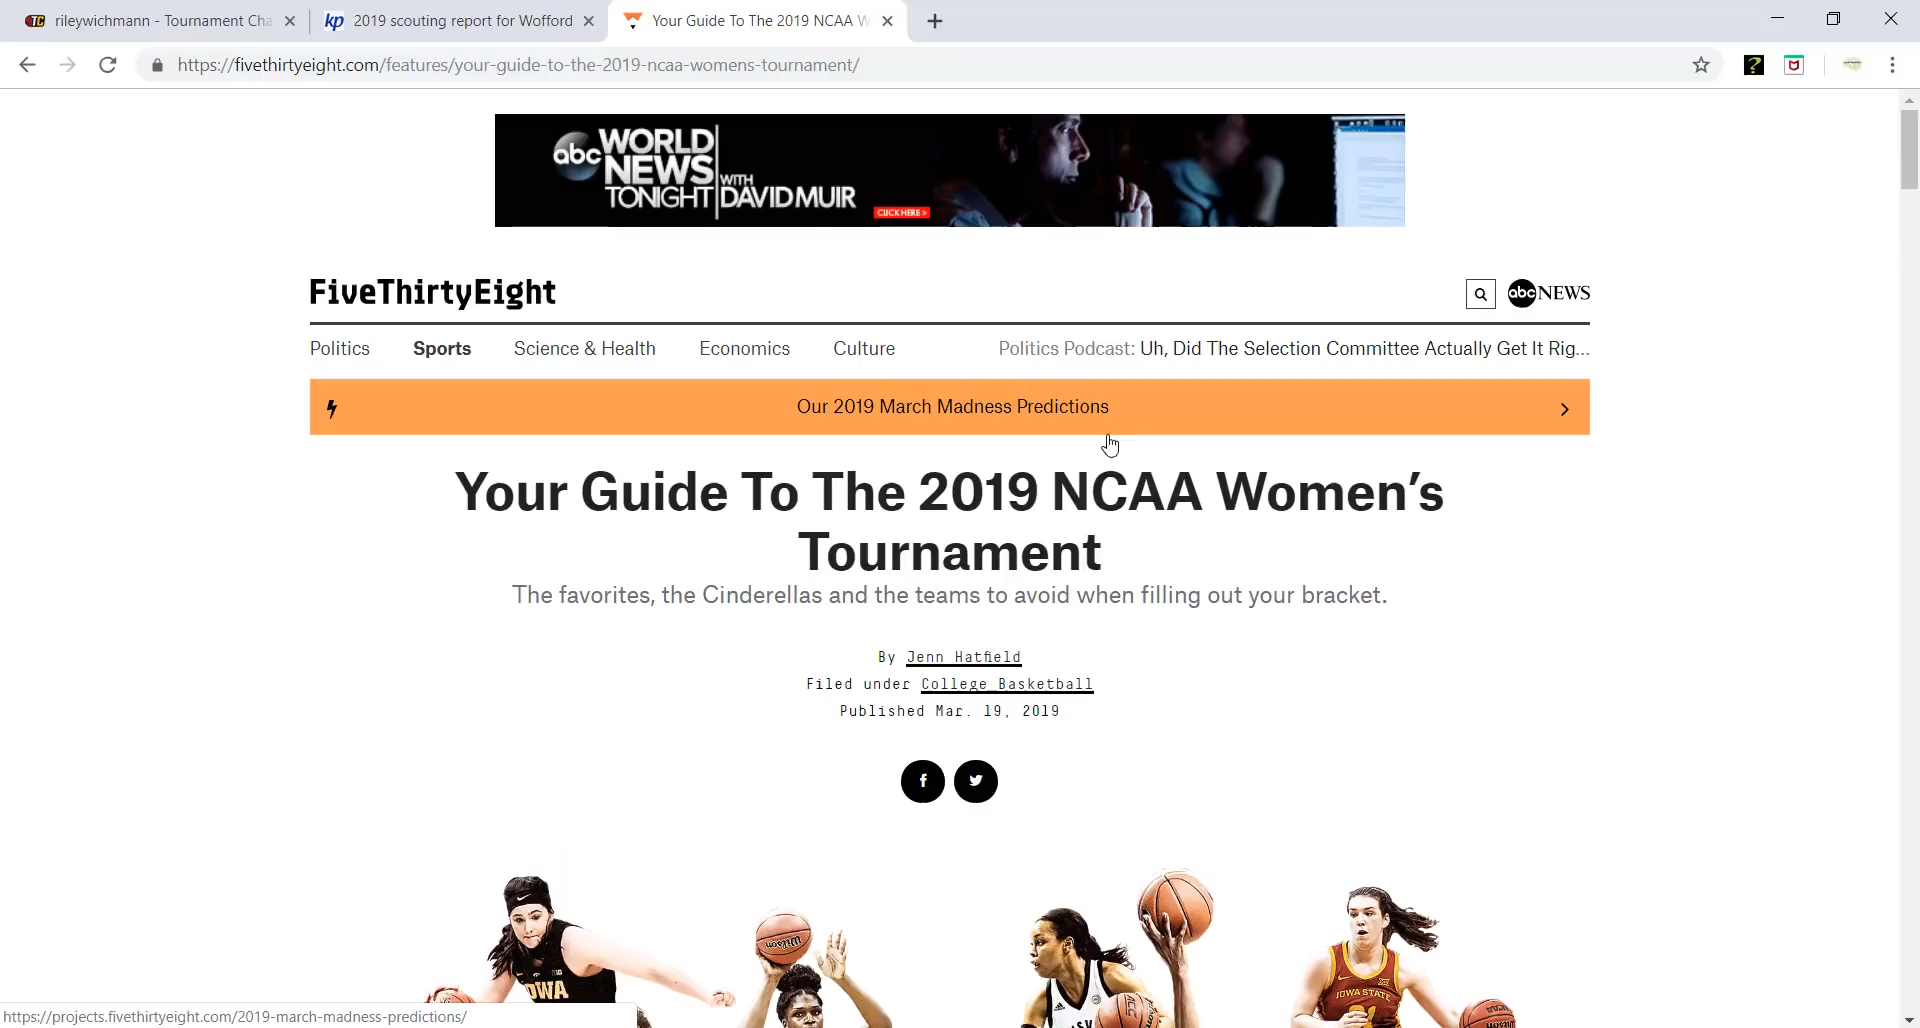 rileywichmann - Tournament Cha
kp 2019 scouting report for Wofford
Your Guide To The 2019 NCAA W
https://fivethirtyeight.com/features/your-guide-to-the-2019-ncaa-womens-tournament/
abc WORLD NEWS TONIGHT WITH DAVID MUIR
CLICK HERE >
FiveThirtyEight
abc NEWS
Politics Sports Science & Health Economics Culture Politics Podcast: Uh, Did The Selection Committee Actually Get It Rig...
Our 2019 March Madness Predictions
Your Guide To The 2019 NCAA Women’s
Tournament
The favorites, the Cinderellas and the teams to avoid when filling out your bracket.
By Jenn Hatfield
Filed under College Basketball
Published Mar. 19, 2019
Wilson
IOWA STATE
ACC
https://projects.fivethirtyeight.com/2019-march-madness-predictions/